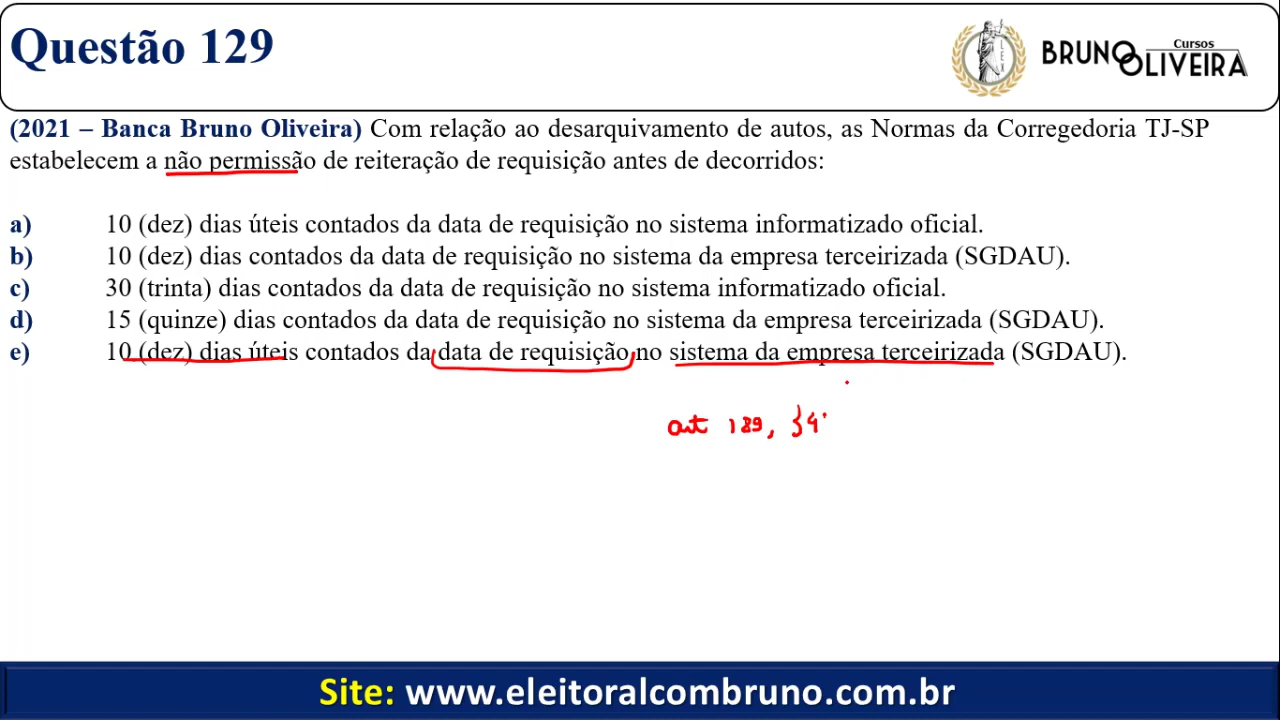 Questão 129
Cursos
BRUNO
OLIVEIRA
LEX
(2021 – Banca Bruno Oliveira) Com relação ao desarquivamento de autos, as Normas da Corregedoria TJ-SP
estabelecem a não permissão de reiteração de requisição antes de decorridos:
a) 10 (dez) dias úteis contados da data de requisição no sistema informatizado oficial.
b) 10 (dez) dias contados da data de requisição no sistema da empresa terceirizada (SGDAU).
c) 30 (trinta) dias contados da data de requisição no sistema informatizado oficial.
d) 15 (quinze) dias contados da data de requisição no sistema da empresa terceirizada (SGDAU).
e) 10 (dez) dias úteis contados da data de requisição no sistema da empresa terceirizada (SGDAU).
art 189, §4º
Site: www.eleitoralcombruno.com.br